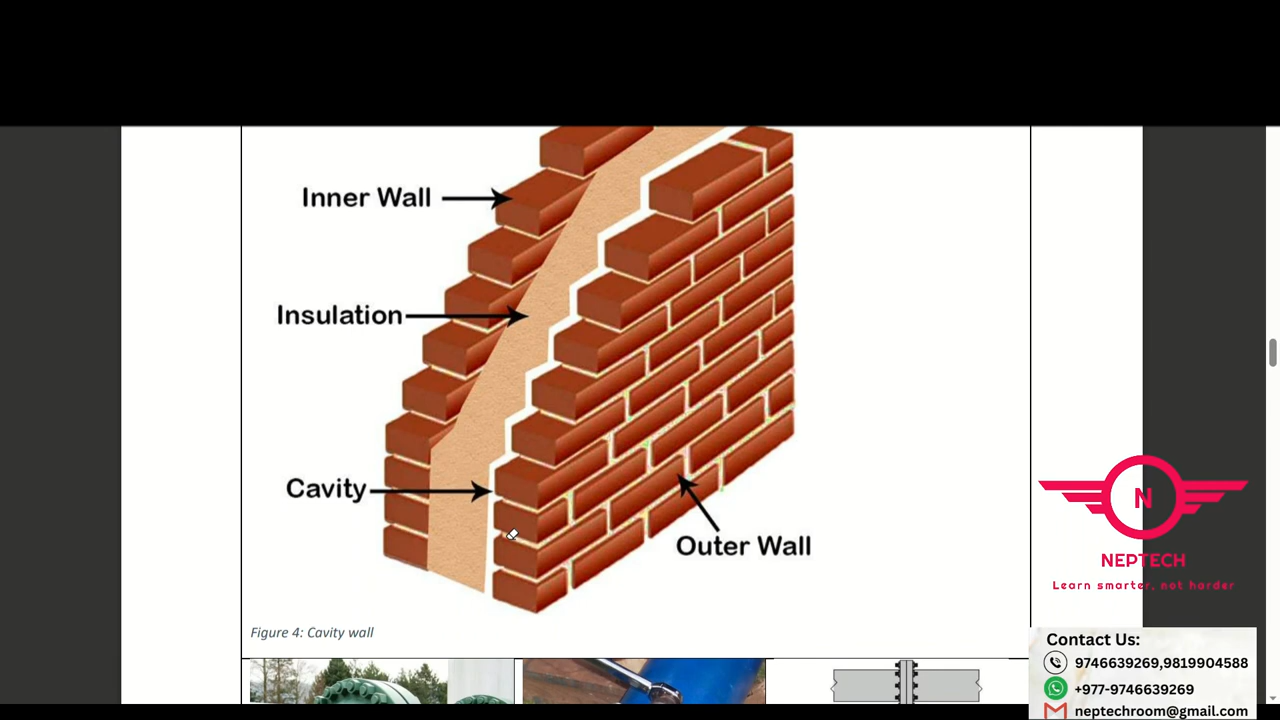 Inner Wall
Insulation
Cavity
Outer Wall
Figure 4: Cavity wall
N
NEPTECH
Learn smarter, not harder
Contact Us:
9746639269,9819904588
+977-9746639269
neptechroom@gmail.com